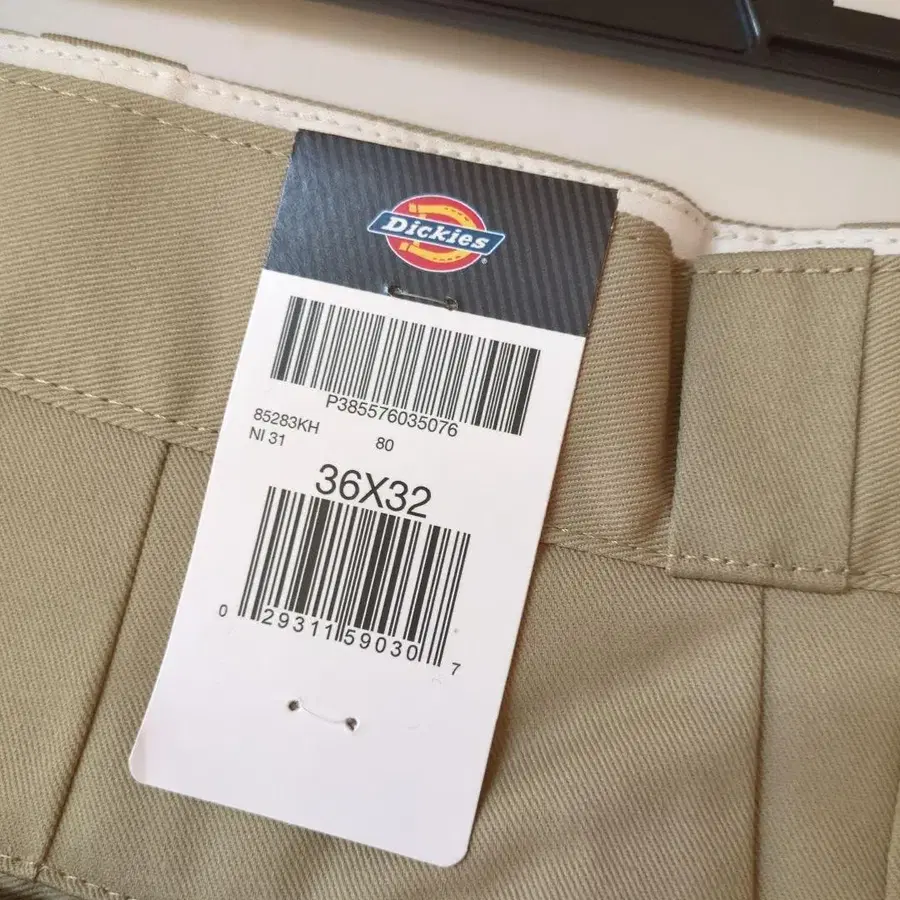 Dickies
P385576035076
85283KH
NI 31
80
36X32
0 29311 59030 7